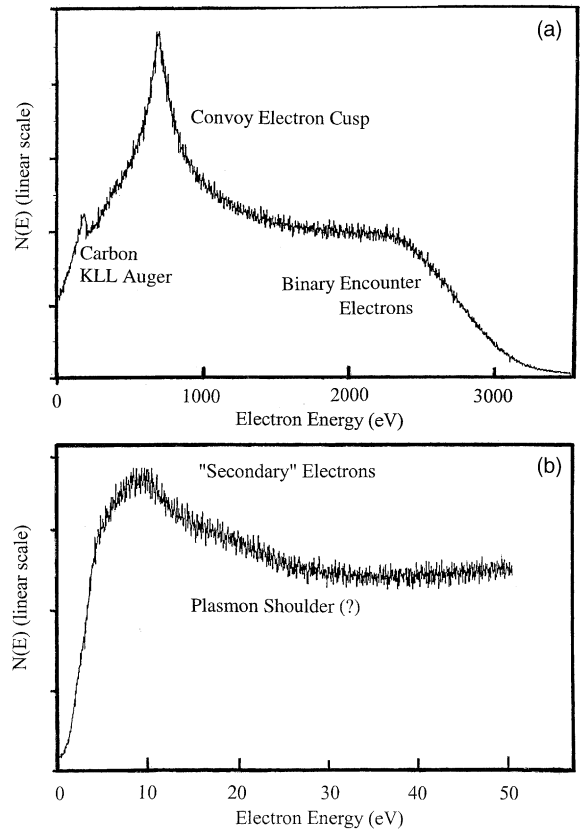 (a)
N(E) (linear scale)
Convoy Electron Cusp
Carbon
KLL Auger
Binary Encounter
Electrons
0 1000 2000 3000
Electron Energy (eV)
(b)
N(E) (linear scale)
"Secondary" Electrons
Plasmon Shoulder (?)
0 10 20 30 40 50
Electron Energy (eV)